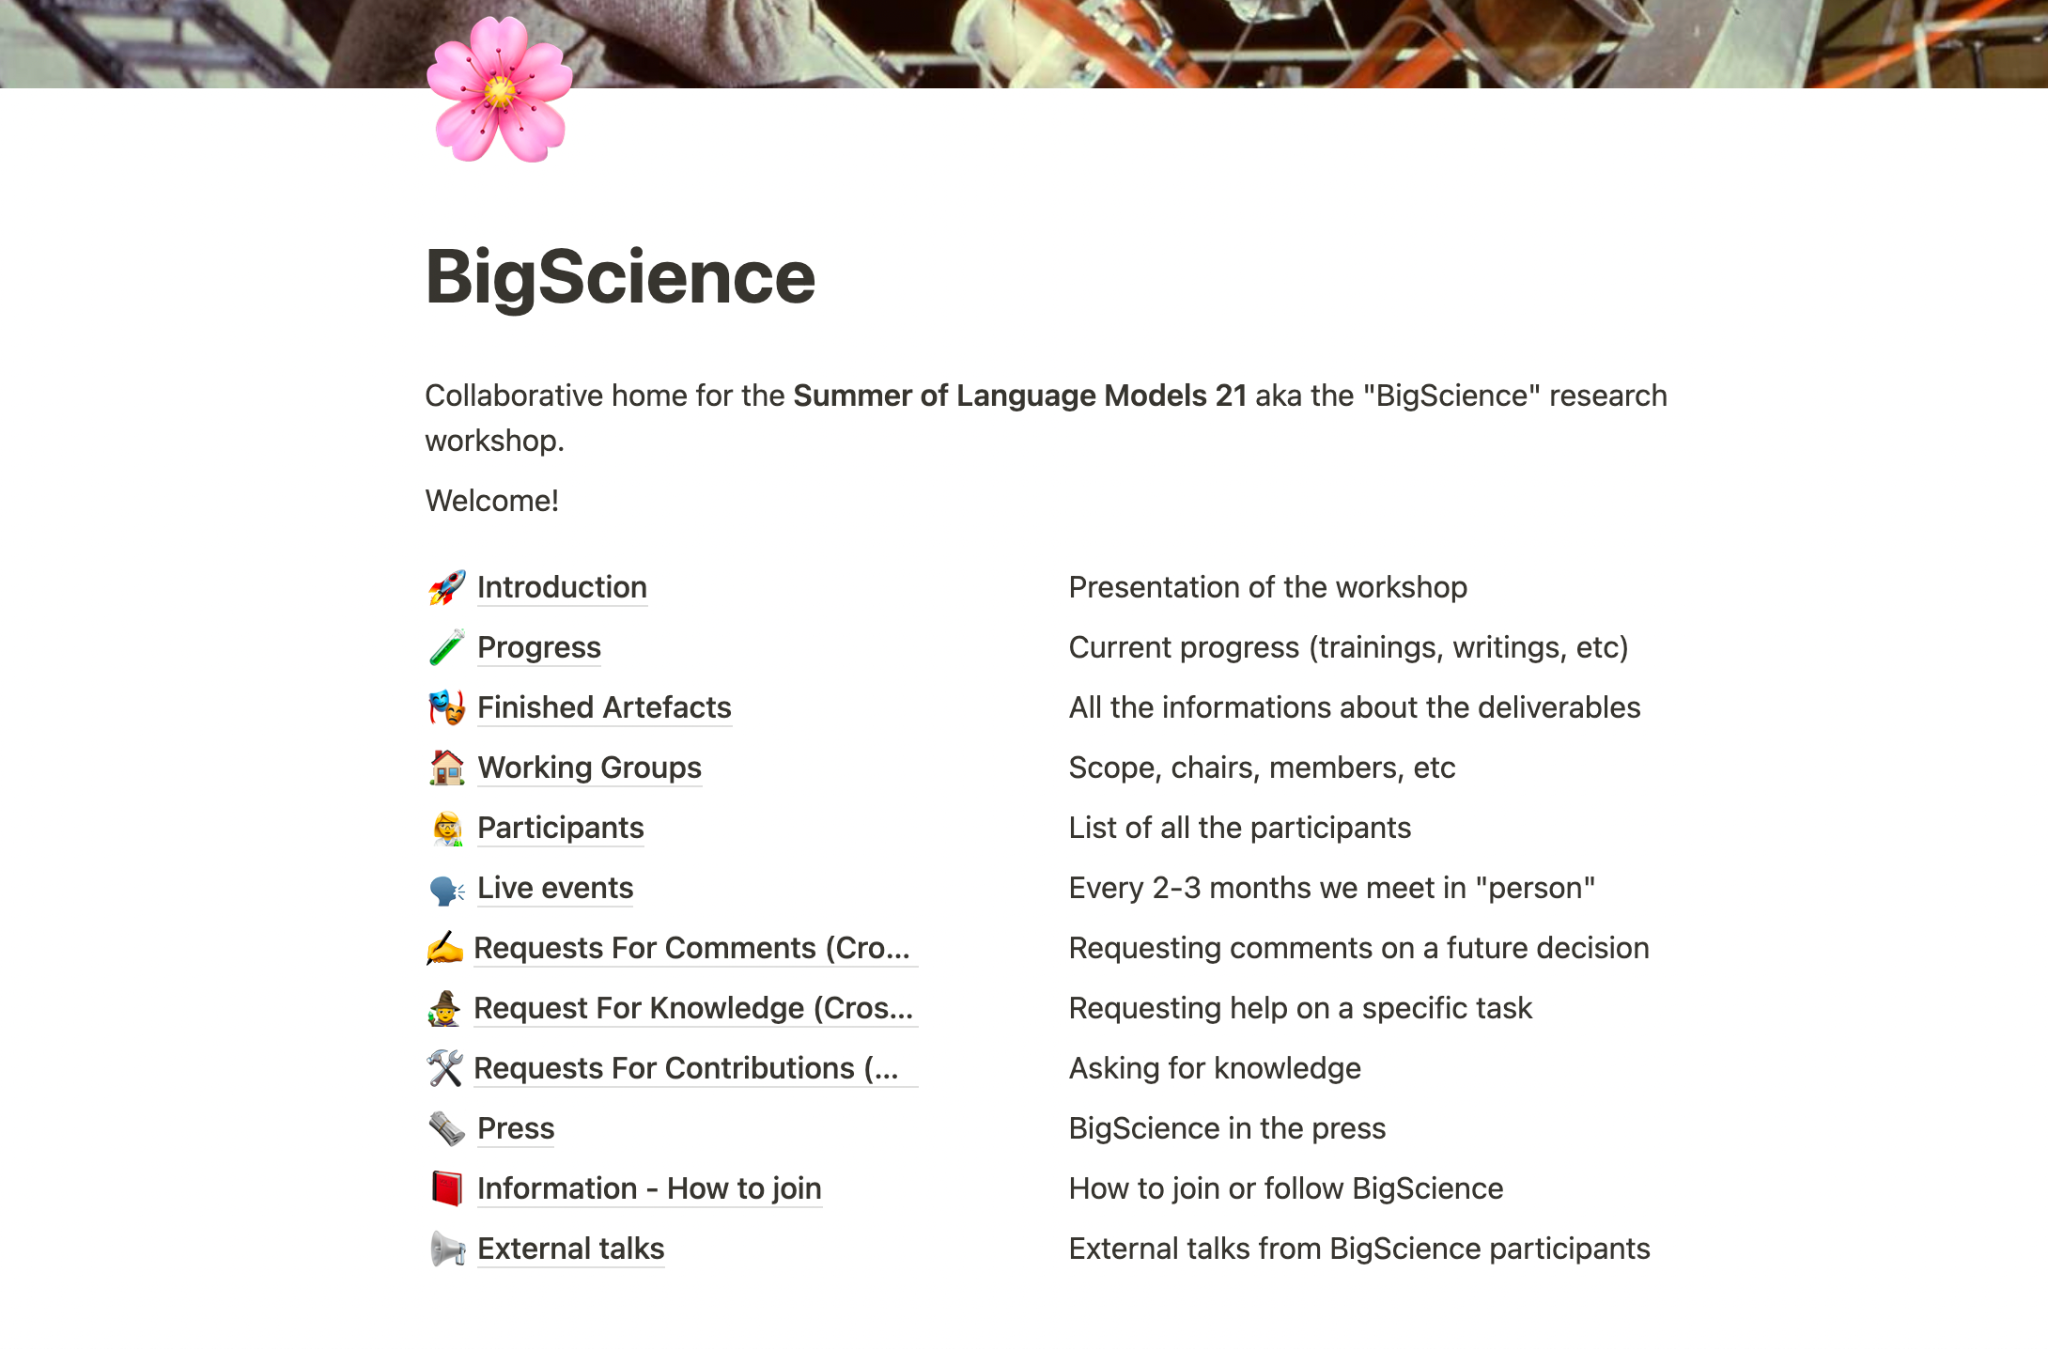 BigScience
Collaborative home for the Summer of Language Models 21 aka the "BigScience" research
workshop.
Welcome!
Introduction Presentation of the workshop
Progress Current progress (trainings, writings, etc)
Finished Artefacts All the informations about the deliverables
Working Groups Scope, chairs, members, etc
Participants List of all the participants
Live events Every 2-3 months we meet in "person"
Requests For Comments (Cro... Requesting comments on a future decision
Request For Knowledge (Cros... Requesting help on a specific task
Requests For Contributions (... Asking for knowledge
Press BigScience in the press
Information - How to join How to join or follow BigScience
External talks External talks from BigScience participants